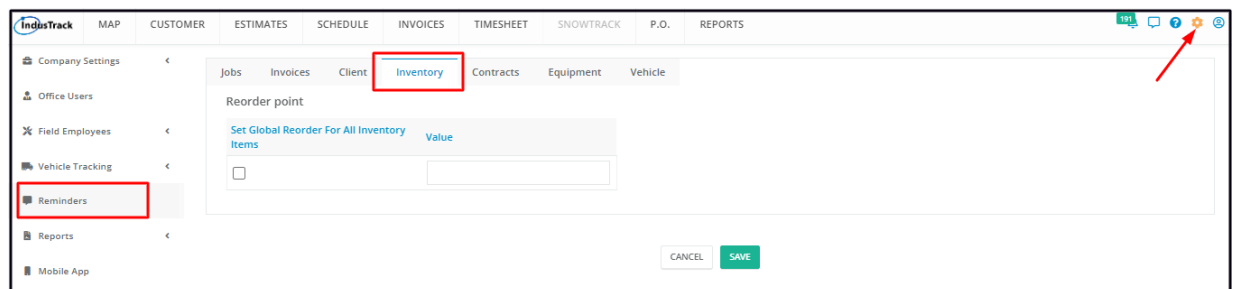 IndusTrack MAP CUSTOMER ESTIMATES SCHEDULE INVOICES TIMESHEET SNOWTRACK P.O. REPORTS 191
Company Settings
Office Users
Field Employees
Vehicle Tracking
Reminders
Reports
Mobile App
Jobs Invoices Client Inventory Contracts Equipment Vehicle
Reorder point
Set Global Reorder For All Inventory
Items
Value
CANCEL SAVE